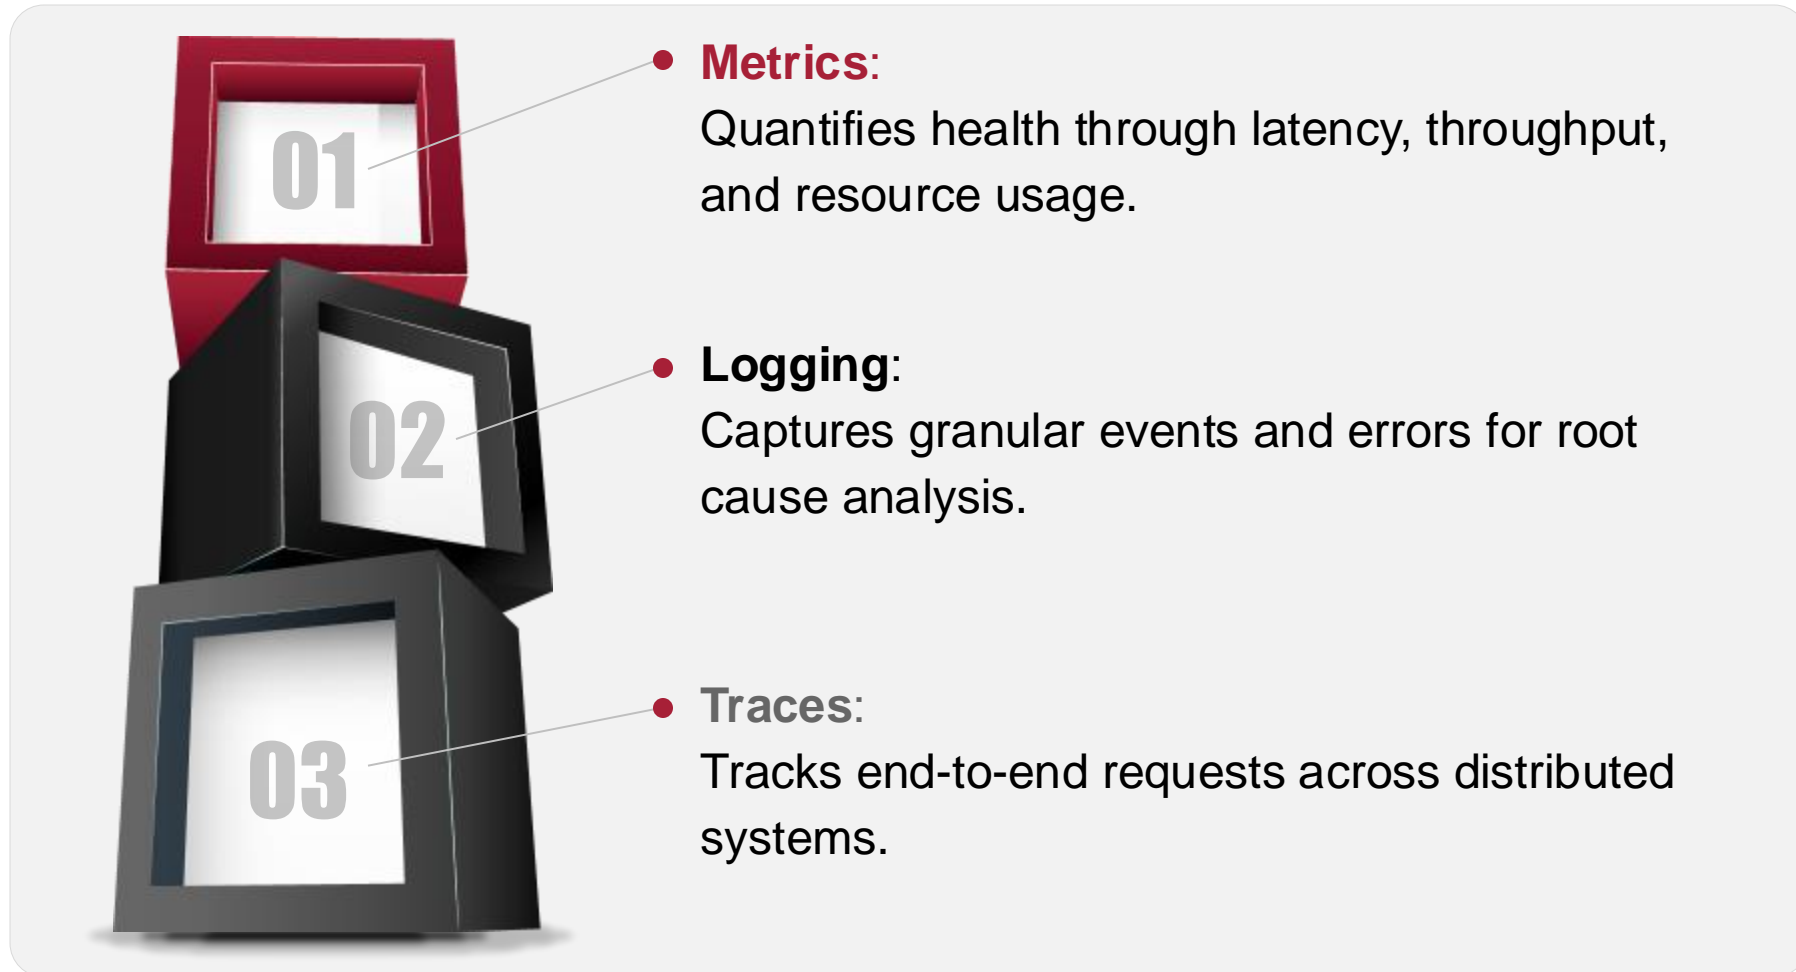 01
Metrics:
Quantifies health through latency, throughput,
and resource usage.
02
Logging:
Captures granular events and errors for root
cause analysis.
03
Traces:
Tracks end-to-end requests across distributed
systems.